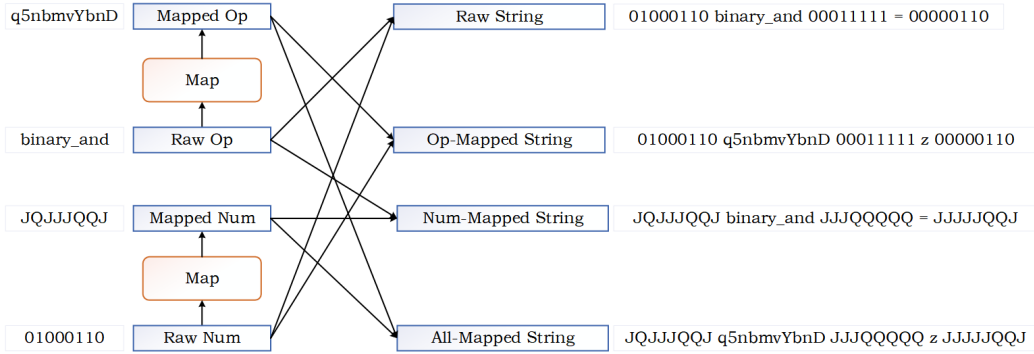 q5nbmvYbnD Mapped Op Raw String 01000110 binary_and 00011111 = 00000110
Map
binary_and Raw Op Op-Mapped String 01000110 q5nbmvYbnD 00011111 z 00000110
JQJJJQQJ Mapped Num Num-Mapped String JQJJJQQJ binary_and JJJQQQQQ = JJJJJQQJ
Map
01000110 Raw Num All-Mapped String JQJJJQQJ q5nbmvYbnD JJJQQQQQ z JJJJJQQJ